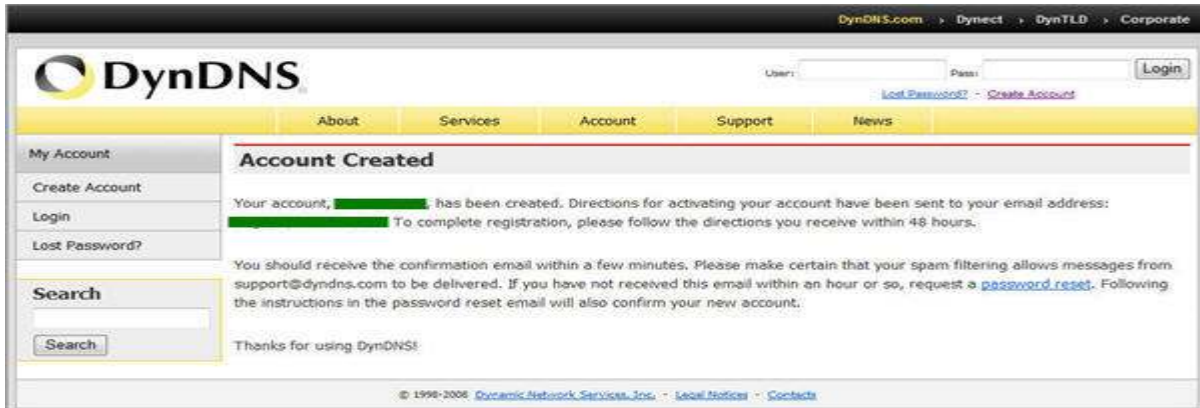 DynDNS.com › Dynect › DynTLD › Corporate
DynDNS
User: Pass: Login
Lost Password? - Create Account
About Services Account Support News
My Account
Create Account
Login
Lost Password?
Search
Search
Account Created
Your account, , has been created. Directions for activating your account have been sent to your email address:
To complete registration, please follow the directions you receive within 48 hours.
You should receive the confirmation email within a few minutes. Please make certain that your spam filtering allows messages from
support@dyndns.com to be delivered. If you have not received this email within an hour or so, request a password reset. Following
the instructions in the password reset email will also confirm your new account.
Thanks for using DynDNS!
© 1998-2008 Dynamic Network Services, Inc. - Legal Notices - Contacts